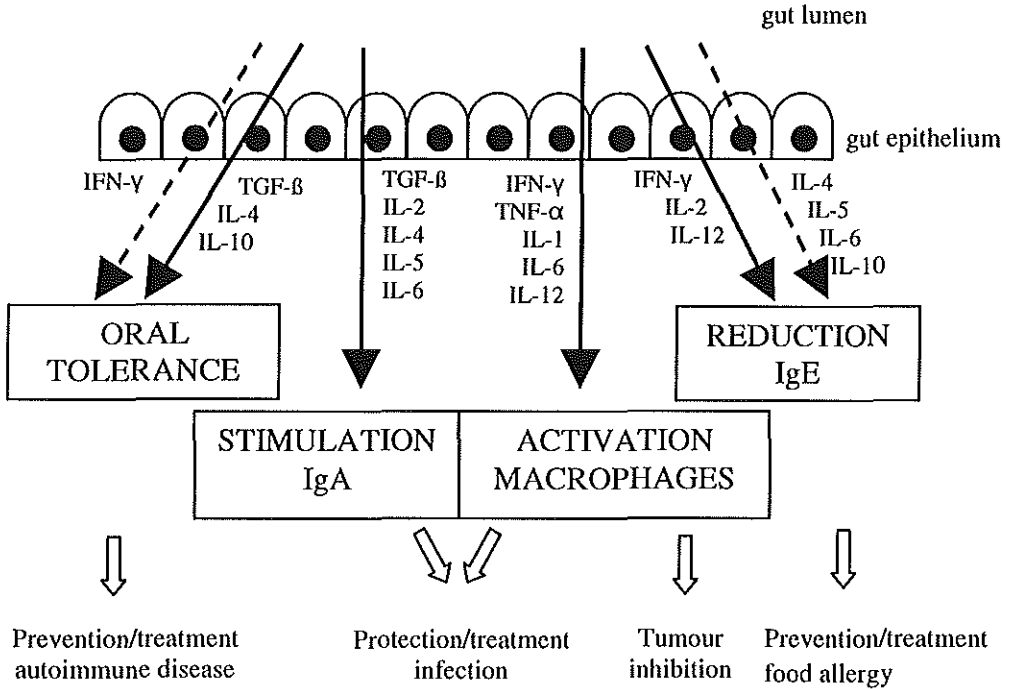 gut lumen
gut epithelium
IFN-γ
TGF-ß
IL-4
IL-10
TGF-ß
IL-2
IL-4
IL-5
IL-6
IFN-γ
TNF-α
IL-1
IL-6
IL-12
IFN-γ
IL-2
IL-12
IL-4
IL-5
IL-6
IL-10
ORAL
TOLERANCE
REDUCTION
IgE
STIMULATION
IgA
ACTIVATION
MACROPHAGES
Prevention/treatment
autoimmune disease
Protection/treatment
infection
Tumour
inhibition
Prevention/treatment
food allergy